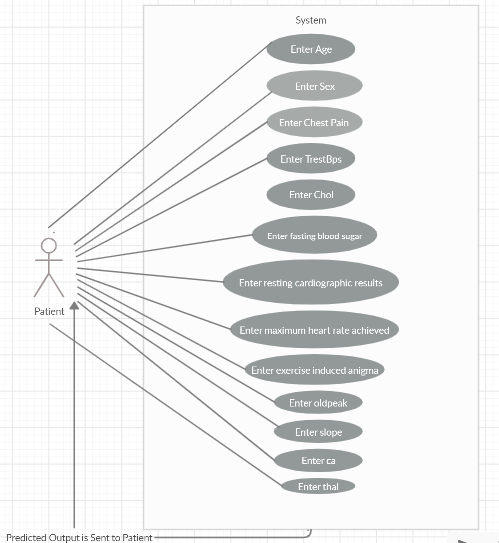 System
Enter Age
Enter Sex
Enter Chest Pain
Enter TrestBps
Enter Chol
Enter fasting blood sugar
Enter resting cardiographic results
Patient
Enter maximum heart rate achieved
Enter exercise induced anigma
Enter oldpeak
Enter slope
Enter ca
Enter thal
Predicted Output is Sent to Patient